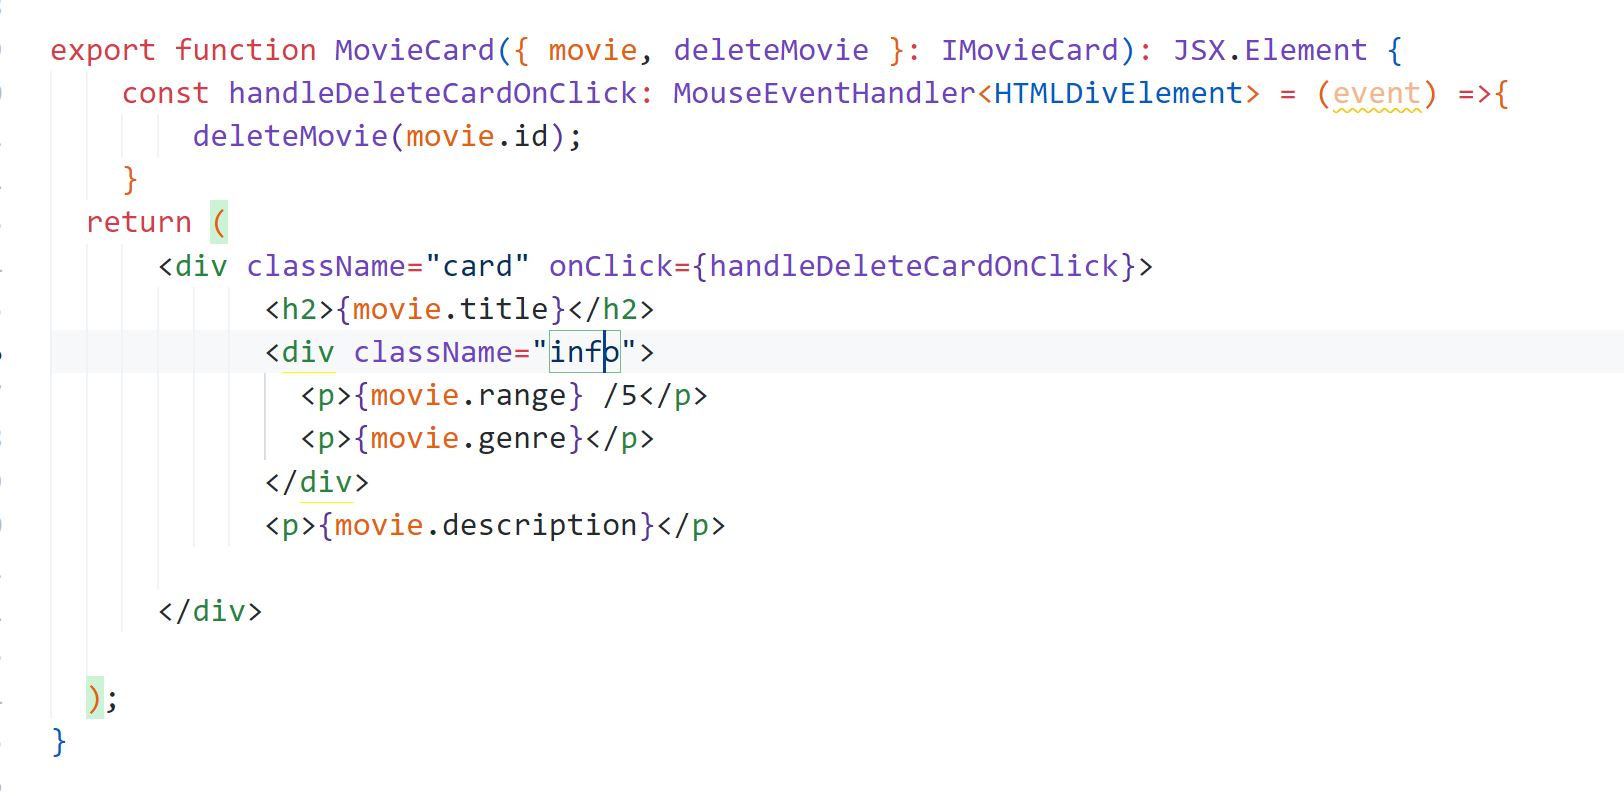 export function MovieCard({ movie, deleteMovie }: IMovieCard): JSX.Element {
const handleDeleteCardOnClick: MouseEventHandler<HTMLDivElement> = (event) =>{
deleteMovie(movie.id);
}
return (
<div className="card" onClick={handleDeleteCardOnClick}>
<h2>{movie.title}</h2>
<div className="info">
<p>{movie.range} /5</p>
<p>{movie.genre}</p>
</div>
<p>{movie.description}</p>
</div>
);
}